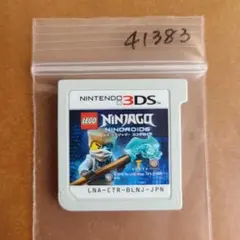 41383
NINTENDO 3DS
LEGO
NINJAGO
NINDROIDS
LNA-CTR-BLNJ-JPN